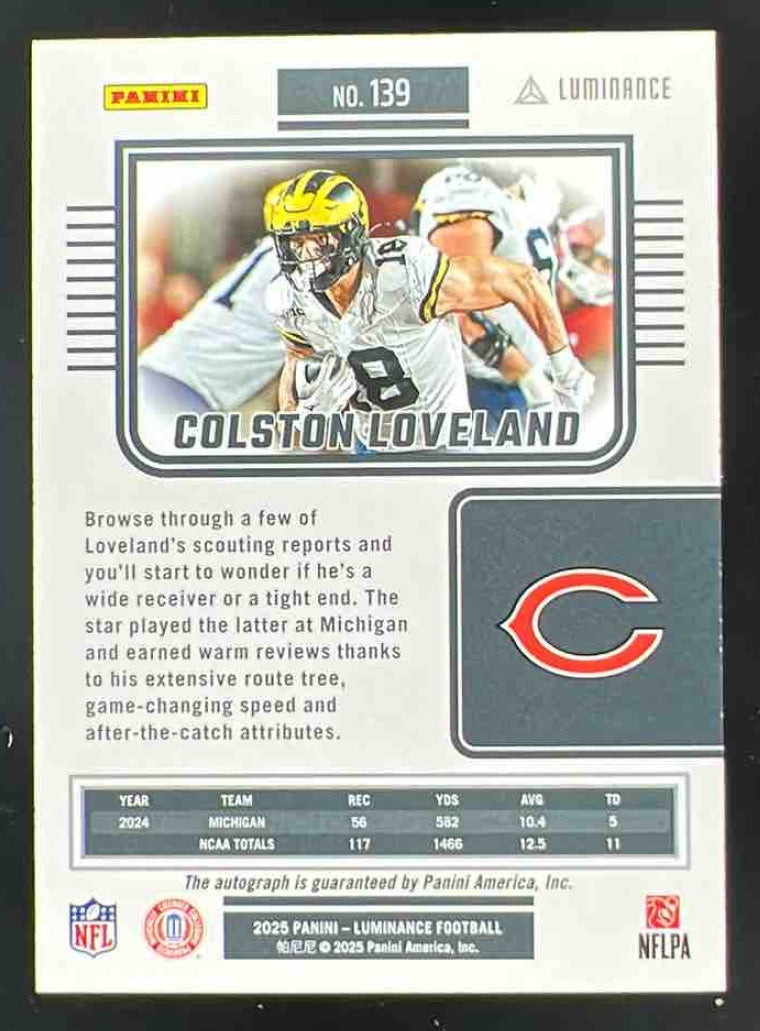 PANINI
NO. 139
LUMINANCE
18
18
COLSTON LOVELAND
Browse through a few of
Loveland's scouting reports and
you'll start to wonder if he's a
wide receiver or a tight end. The
star played the latter at Michigan
and earned warm reviews thanks
to his extensive route tree,
game-changing speed and
after-the-catch attributes.
YEAR TEAM REC YDS AVG TD
2024 MICHIGAN 56 582 10.4 5
NCAA TOTALS 117 1466 12.5 11
The autograph is guaranteed by Panini America, Inc.
NFL
2025 PANINI – LUMINANCE FOOTBALL
帕尼尼 © 2025 Panini America, Inc.
NFLPA